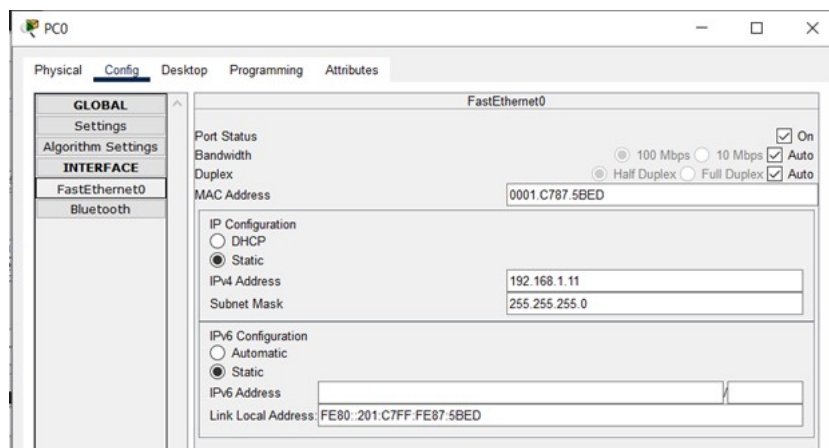 PC0
Physical Config Desktop Programming Attributes
GLOBAL
Settings
Algorithm Settings
INTERFACE
FastEthernet0
Bluetooth
FastEthernet0
Port Status On
Bandwidth 100 Mbps 10 Mbps Auto
Duplex Half Duplex Full Duplex Auto
MAC Address 0001.C787.5BED
IP Configuration
DHCP
Static
IPv4 Address 192.168.1.11
Subnet Mask 255.255.255.0
IPv6 Configuration
Automatic
Static
IPv6 Address /
Link Local Address: FE80::201:C7FF:FE87:5BED